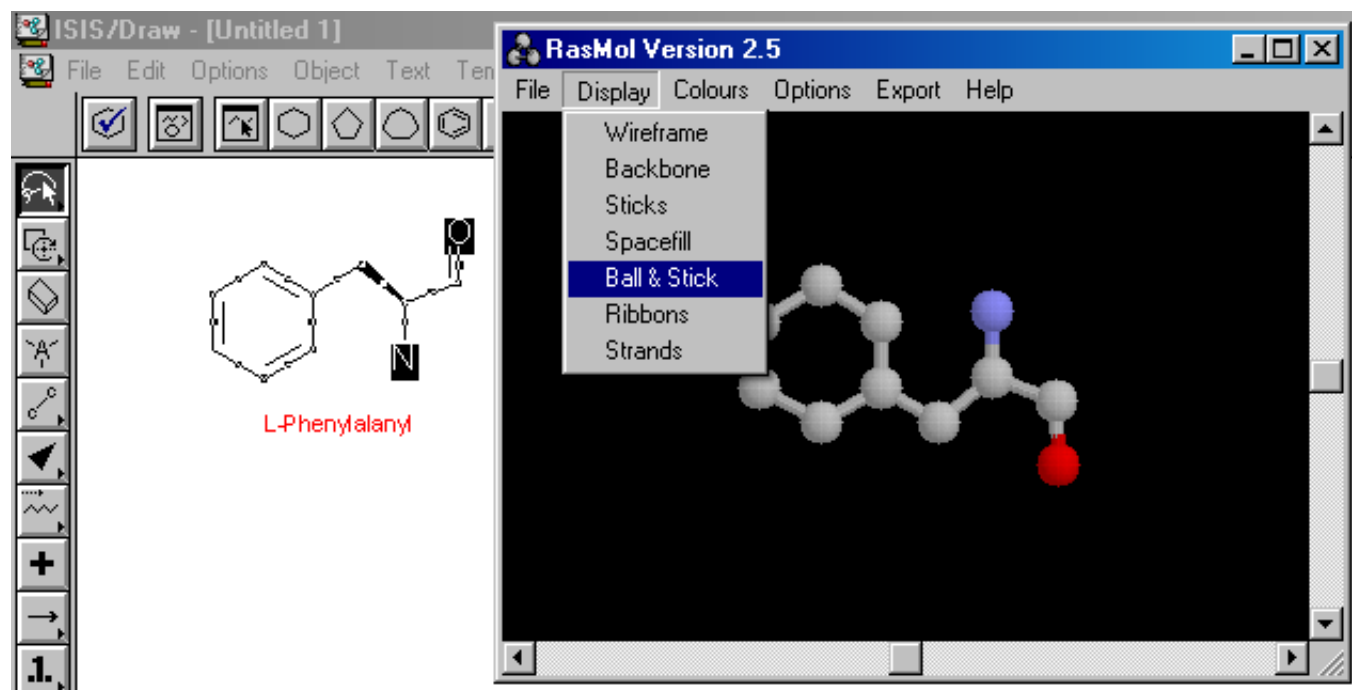 ISIS/Draw - [Untitled 1]
File Edit Options Object Text Ten
O
N
L-Phenylalanyl
A
1.
RasMol Version 2.5
File Display Colours Options Export Help
Wireframe
Backbone
Sticks
Spacefill
Ball & Stick
Ribbons
Strands